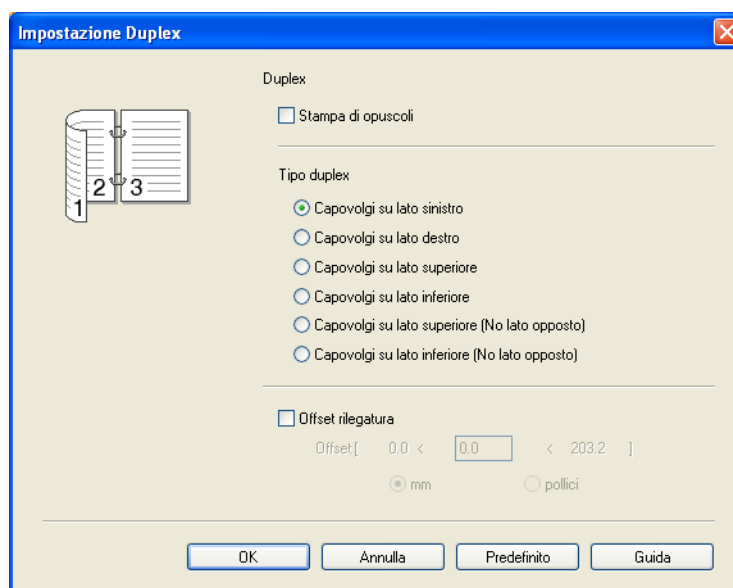 Impostazione Duplex
Duplex
Stampa di opuscoli
1 2 3
Tipo duplex
Capovolgi su lato sinistro
Capovolgi su lato destro
Capovolgi su lato superiore
Capovolgi su lato inferiore
Capovolgi su lato superiore (No lato opposto)
Capovolgi su lato inferiore (No lato opposto)
Offset rilegatura
Offset [ 0.0 < 0.0 < 203.2 ]
mm pollici
OK Annulla Predefinito Guida